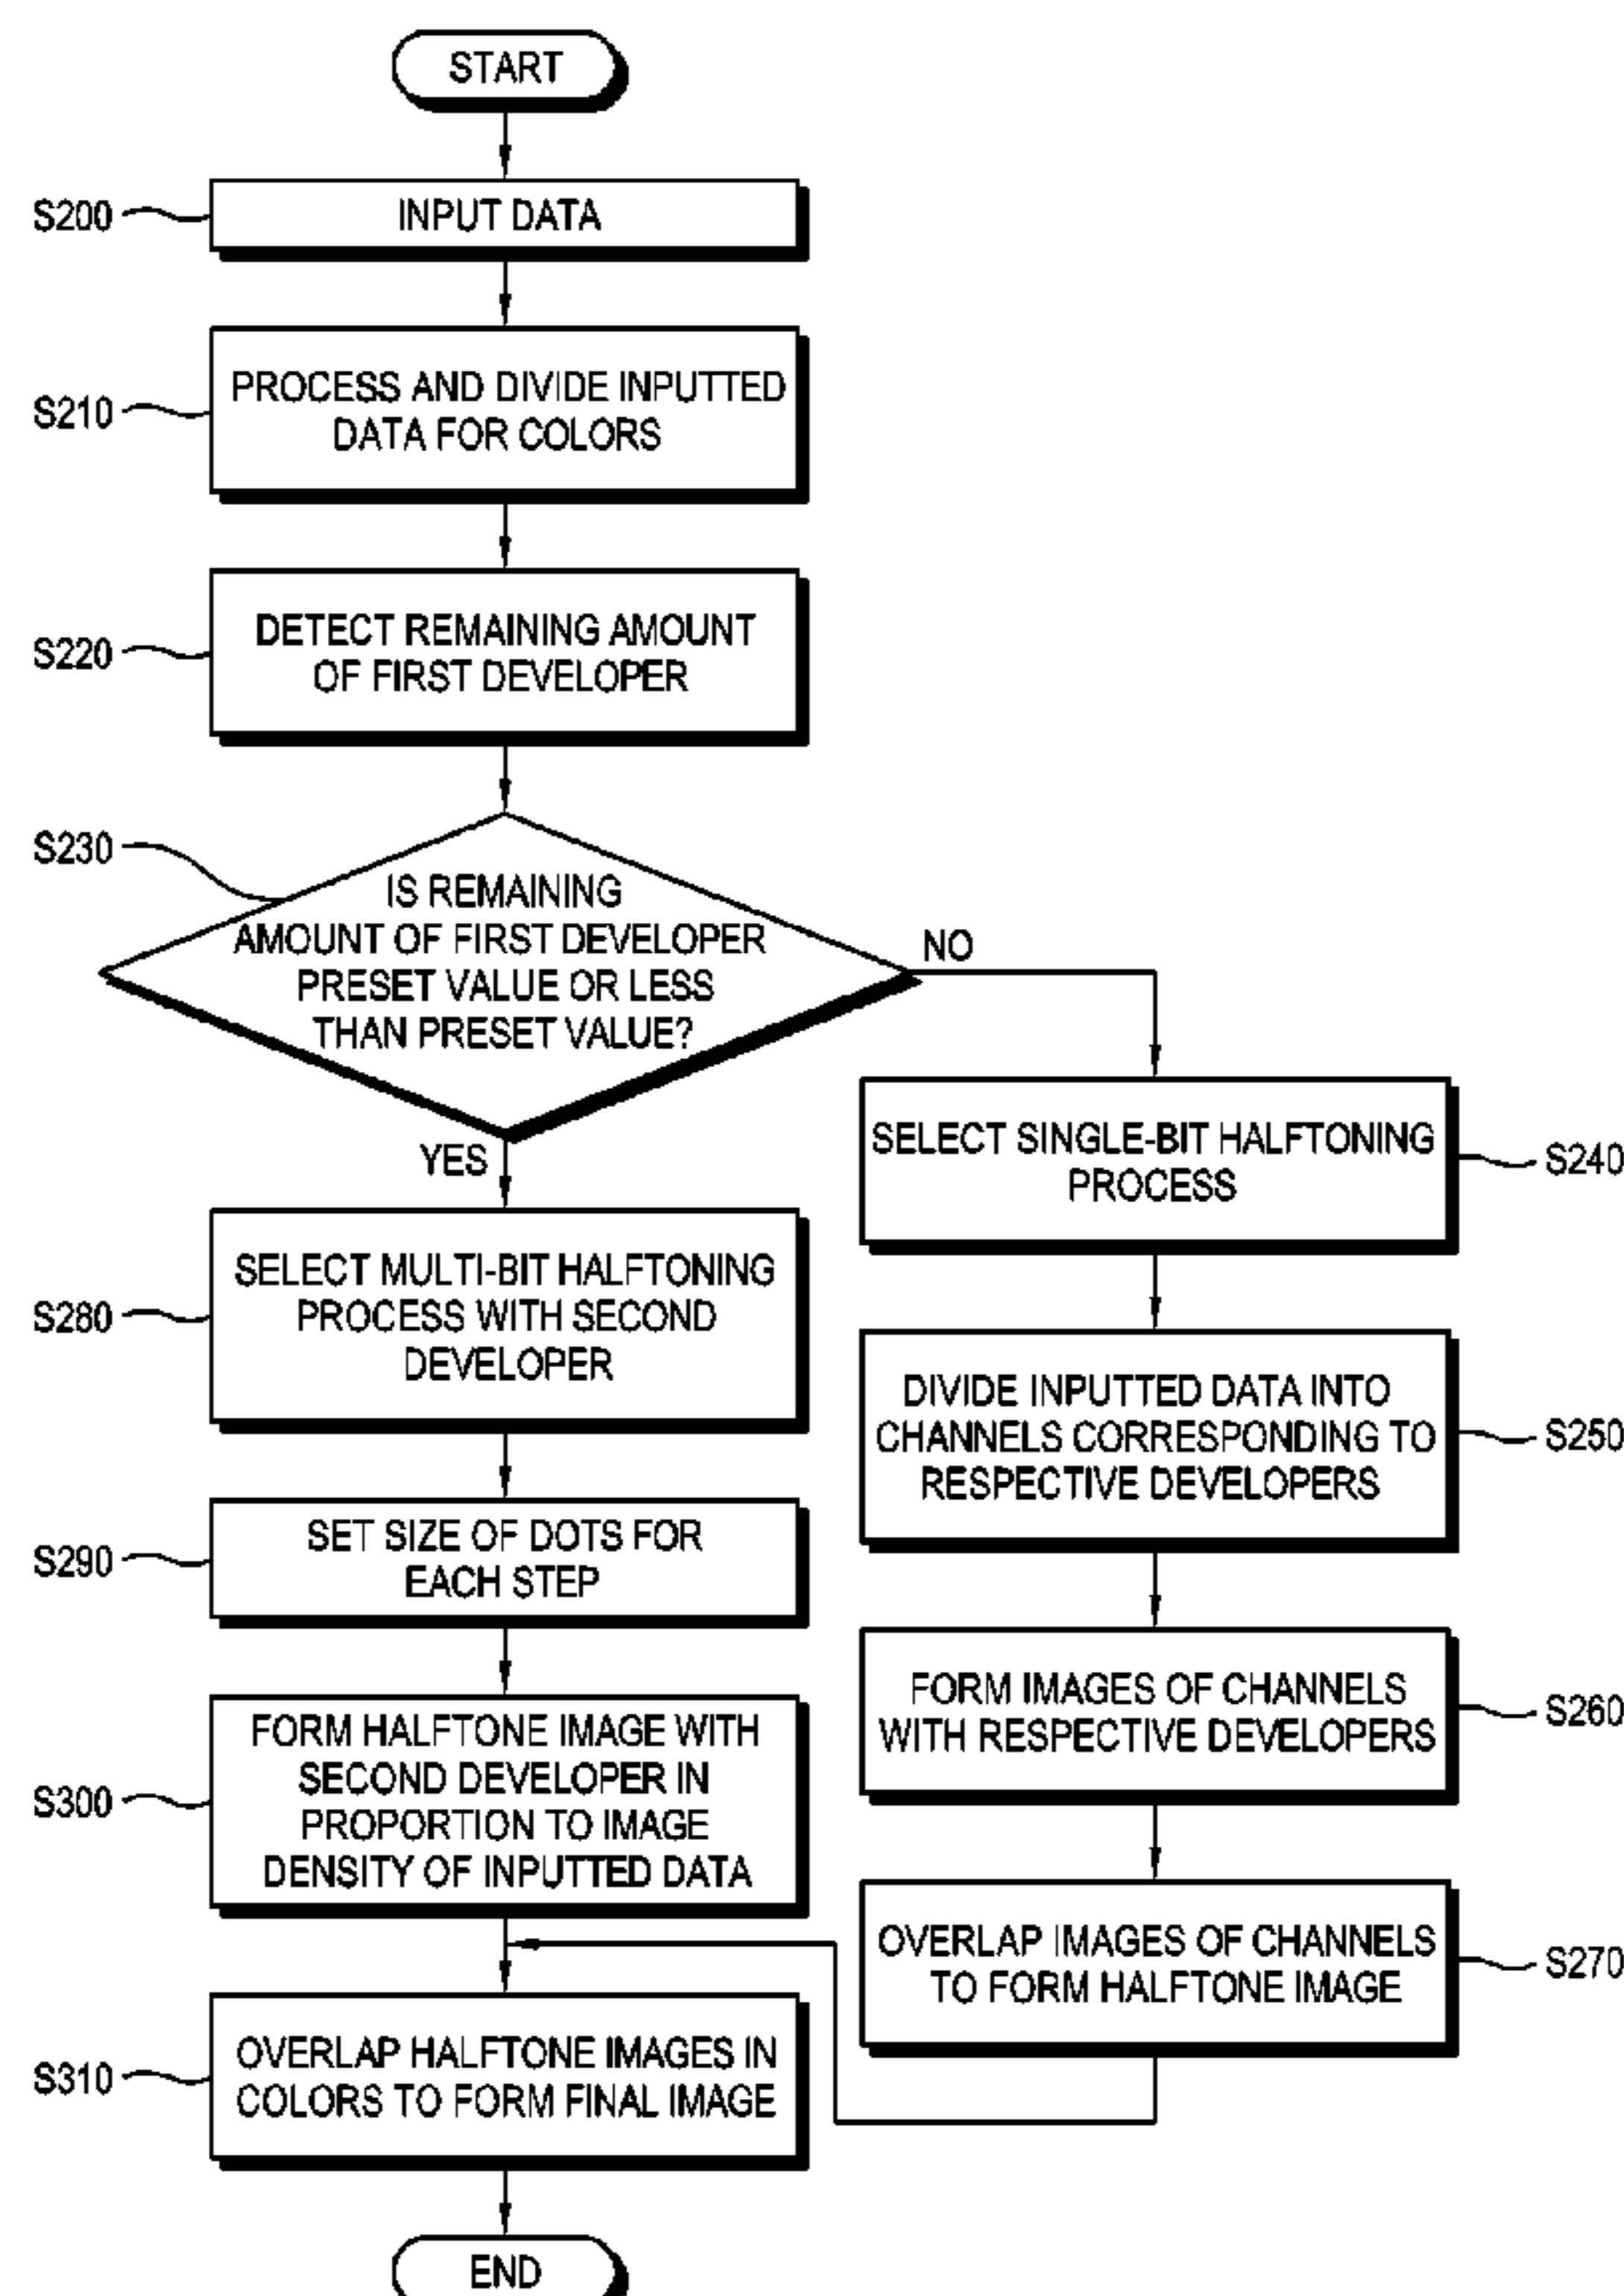 START
S200
INPUT DATA
S210
PROCESS AND DIVIDE INPUTTED
DATA FOR COLORS
S220
DETECT REMAINING AMOUNT
OF FIRST DEVELOPER
S230
IS REMAINING
AMOUNT OF FIRST DEVELOPER
PRESET VALUE OR LESS
THAN PRESET VALUE?
NO
YES
SELECT SINGLE-BIT HALFTONING
PROCESS
S240
DIVIDE INPUTTED DATA INTO
CHANNELS CORRESPONDING TO
RESPECTIVE DEVELOPERS
S250
FORM IMAGES OF CHANNELS
WITH RESPECTIVE DEVELOPERS
S260
OVERLAP IMAGES OF CHANNELS
TO FORM HALFTONE IMAGE
S270
S280
SELECT MULTI-BIT HALFTONING
PROCESS WITH SECOND
DEVELOPER
S290
SET SIZE OF DOTS FOR
EACH STEP
S300
FORM HALFTONE IMAGE WITH
SECOND DEVELOPER IN
PROPORTION TO IMAGE
DENSITY OF INPUTTED DATA
S310
OVERLAP HALFTONE IMAGES IN
COLORS TO FORM FINAL IMAGE
END